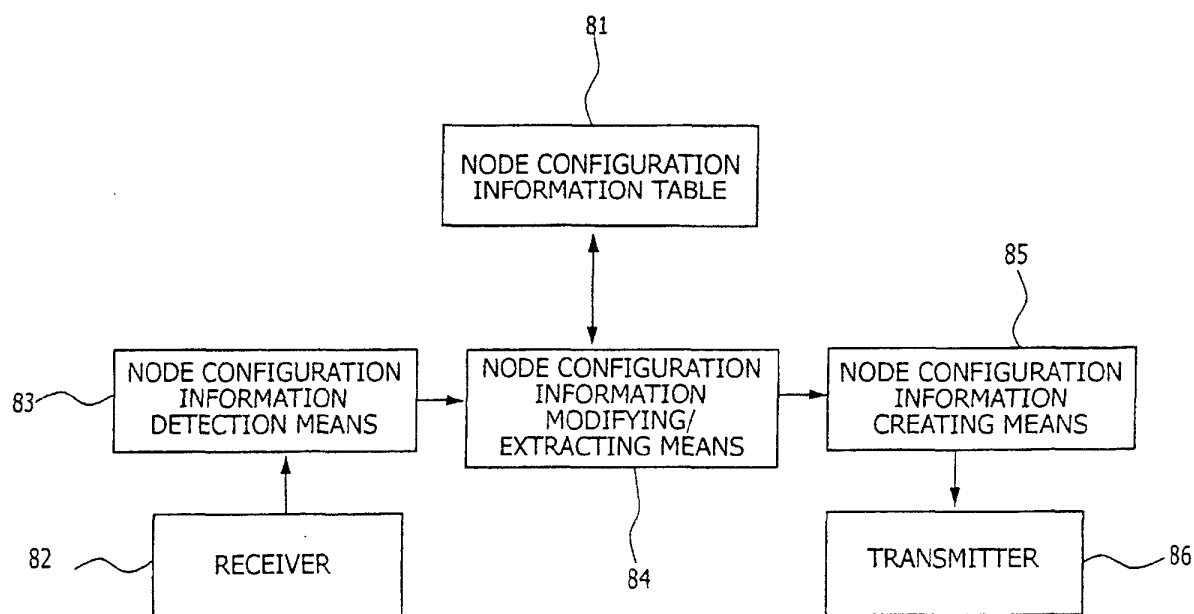 81
NODE CONFIGURATION
INFORMATION TABLE
85
83
NODE CONFIGURATION
INFORMATION
DETECTION MEANS
NODE CONFIGURATION
INFORMATION
MODIFYING/
EXTRACTING MEANS
NODE CONFIGURATION
INFORMATION
CREATING MEANS
82
RECEIVER
84
TRANSMITTER
86